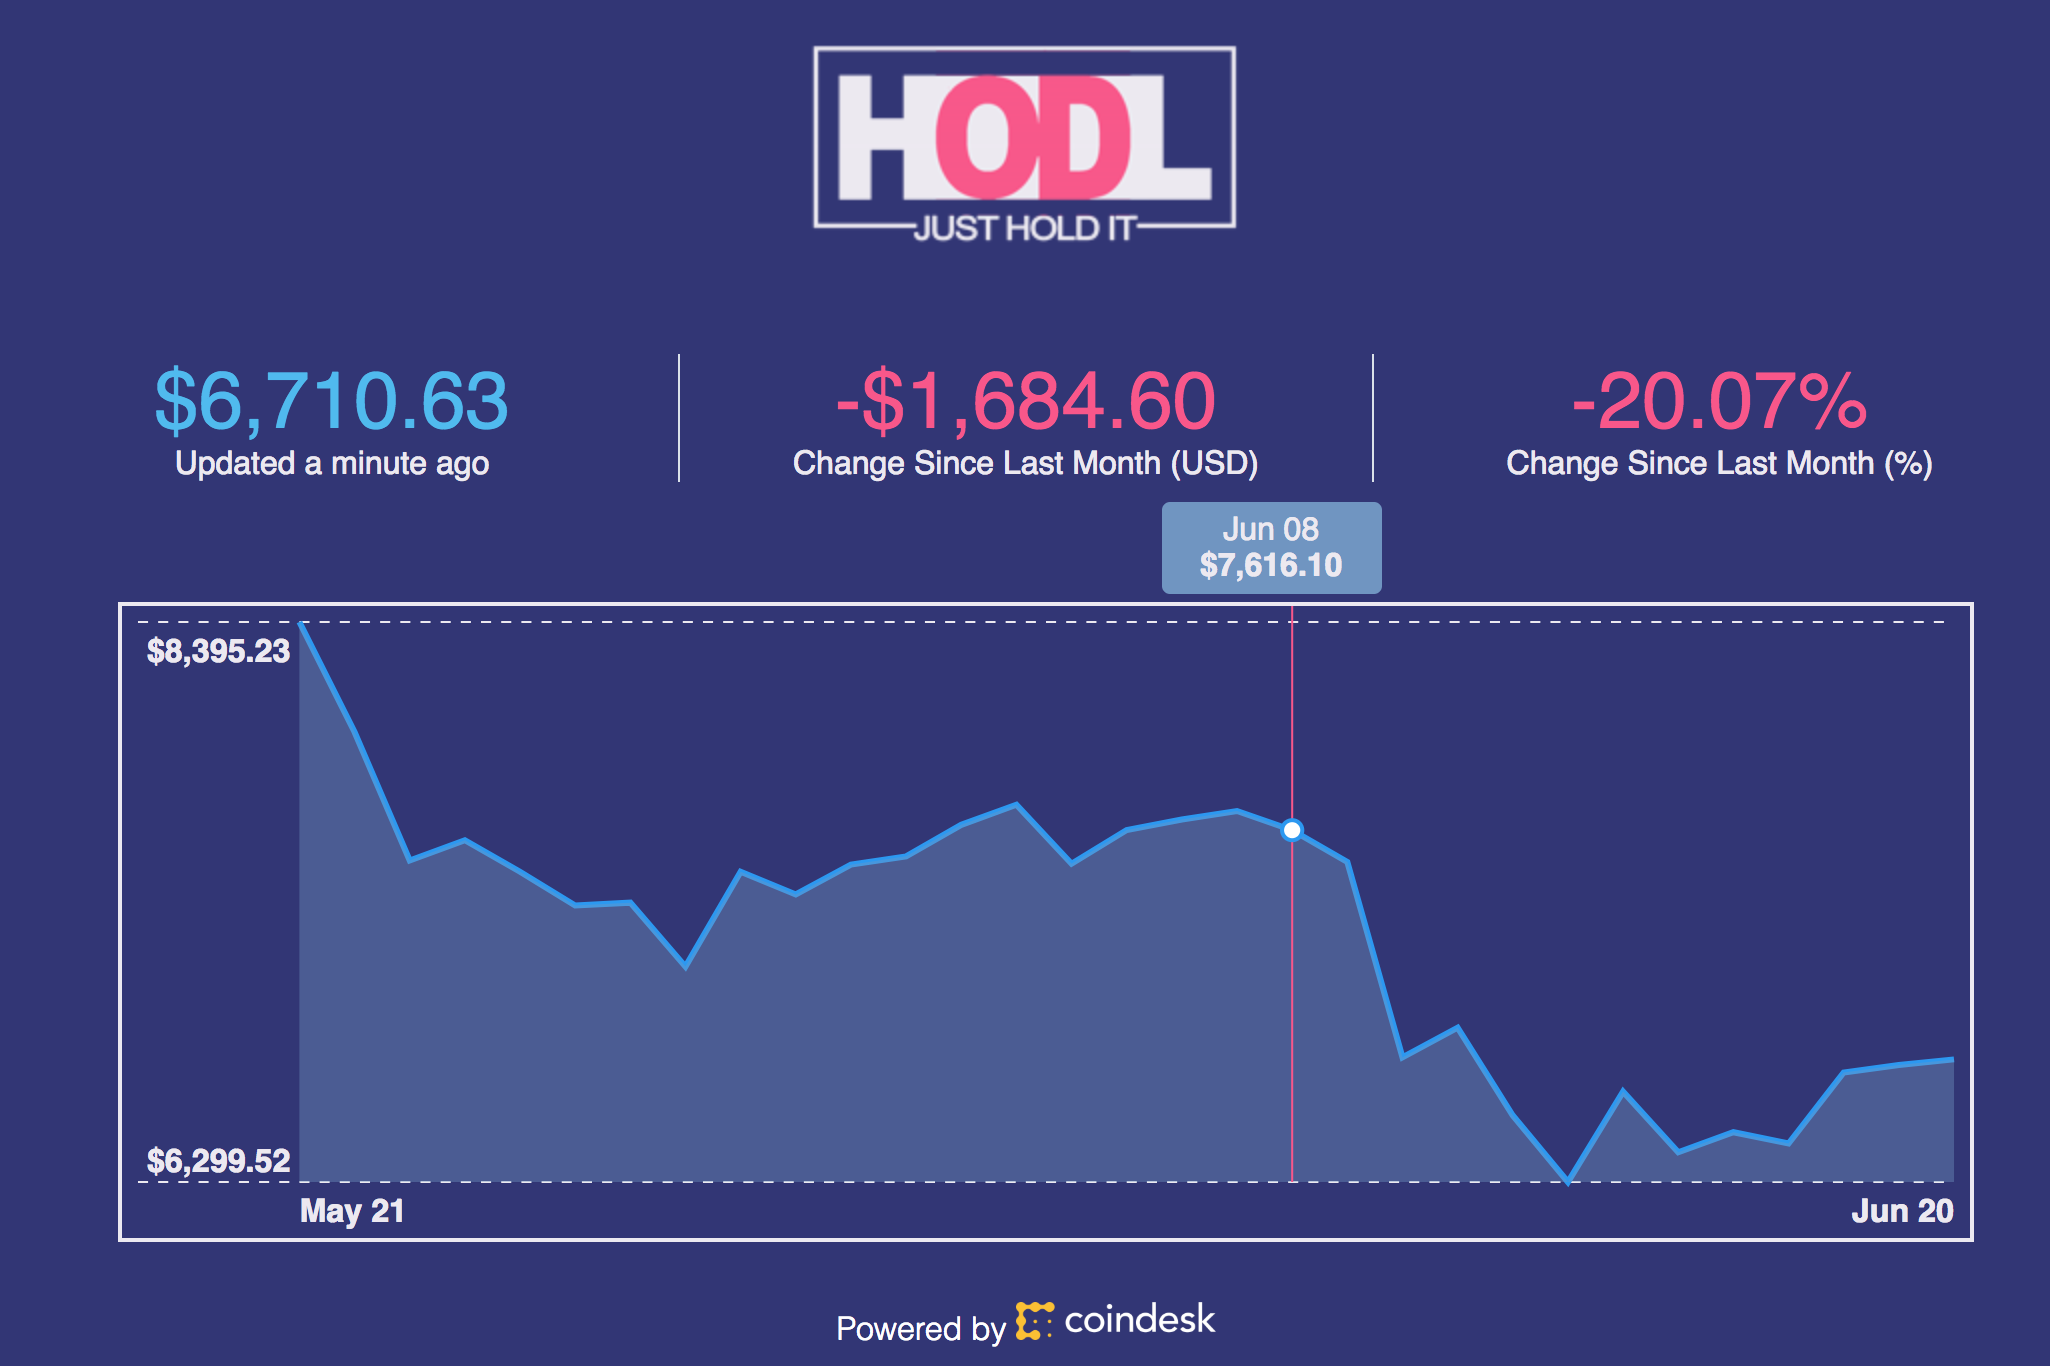 HODL
JUST HOLD IT
$6,710.63
Updated a minute ago
-$1,684.60
Change Since Last Month (USD)
-20.07%
Change Since Last Month (%)
Jun 08
$7,616.10
$8,395.23
$6,299.52
May 21
Jun 20
Powered by coindesk